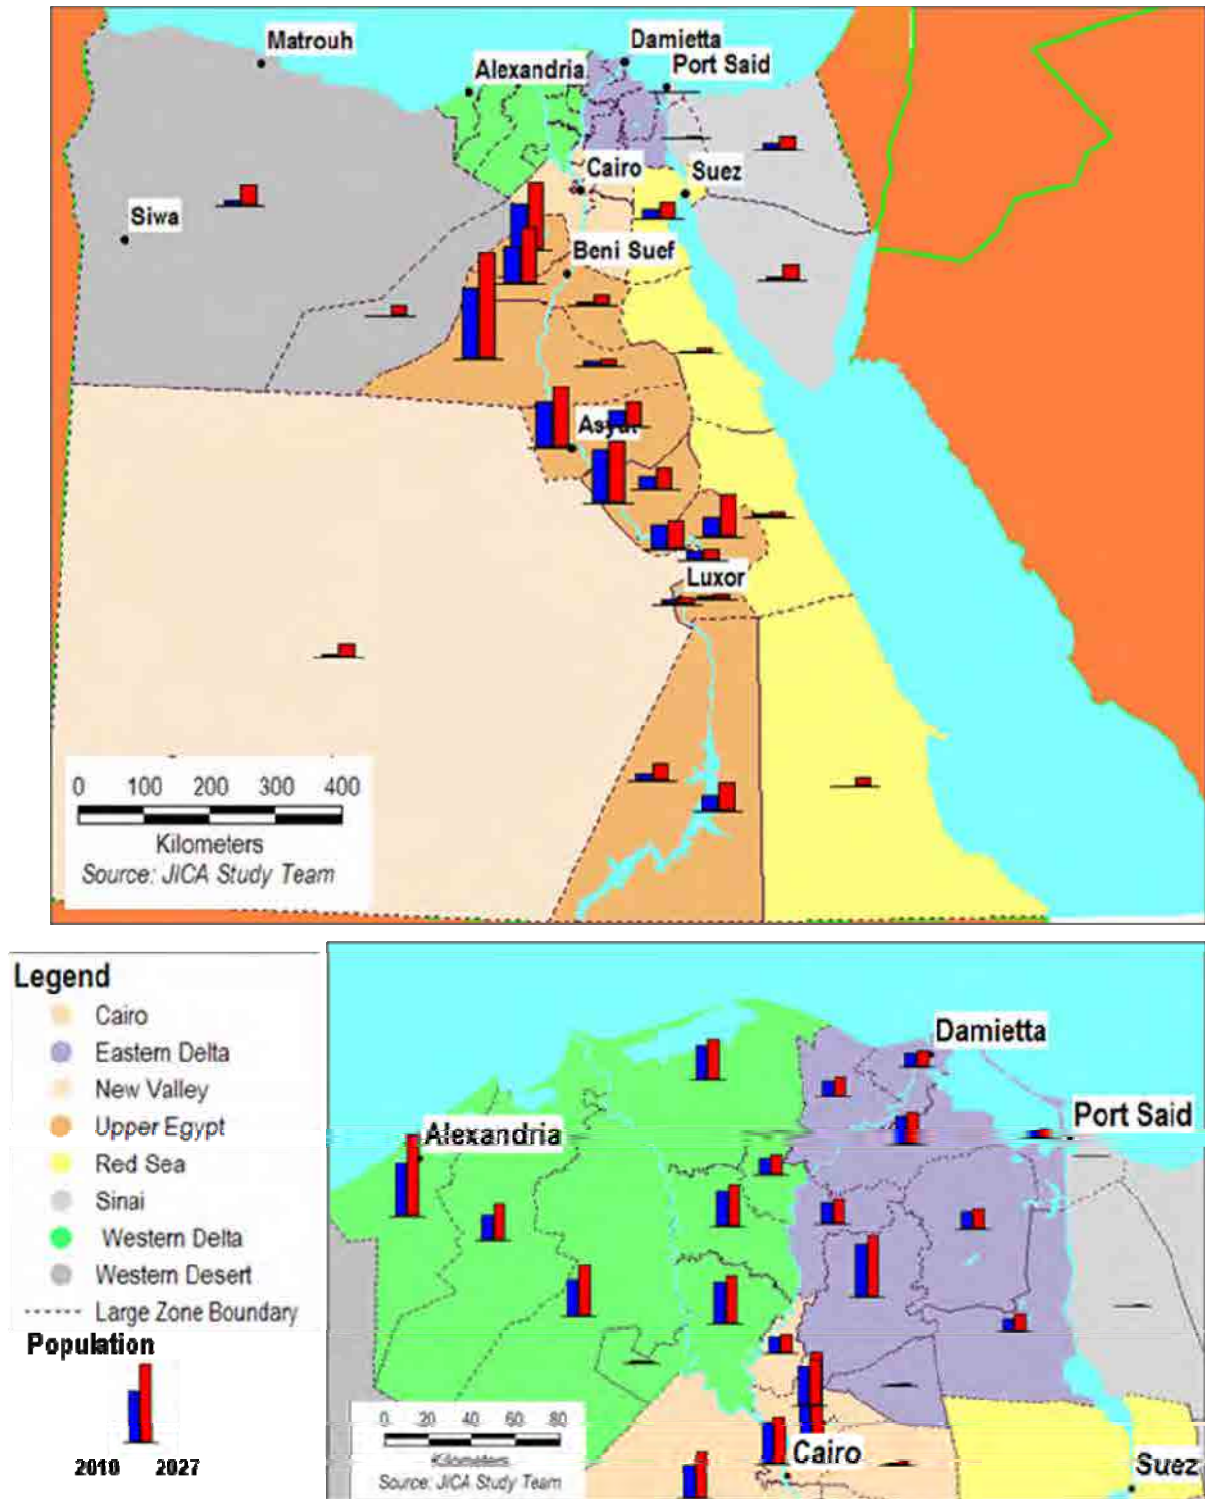 Matrouh
Damietta
Alexandria
Port Said
Cairo
Suez
Siwa
Beni Suef
Asyut
Luxor
0 100 200 300 400
Kilometers
Source: JICA Study Team
Legend
Cairo
Eastern Delta
New Valley
Upper Egypt
Red Sea
Sinai
Western Delta
Western Desert
Large Zone Boundary
Population
2010 2027
Damietta
Port Said
Alexandria
0 20 40 60 80
Kilometers
Source: JICA Study Team
Cairo
Suez